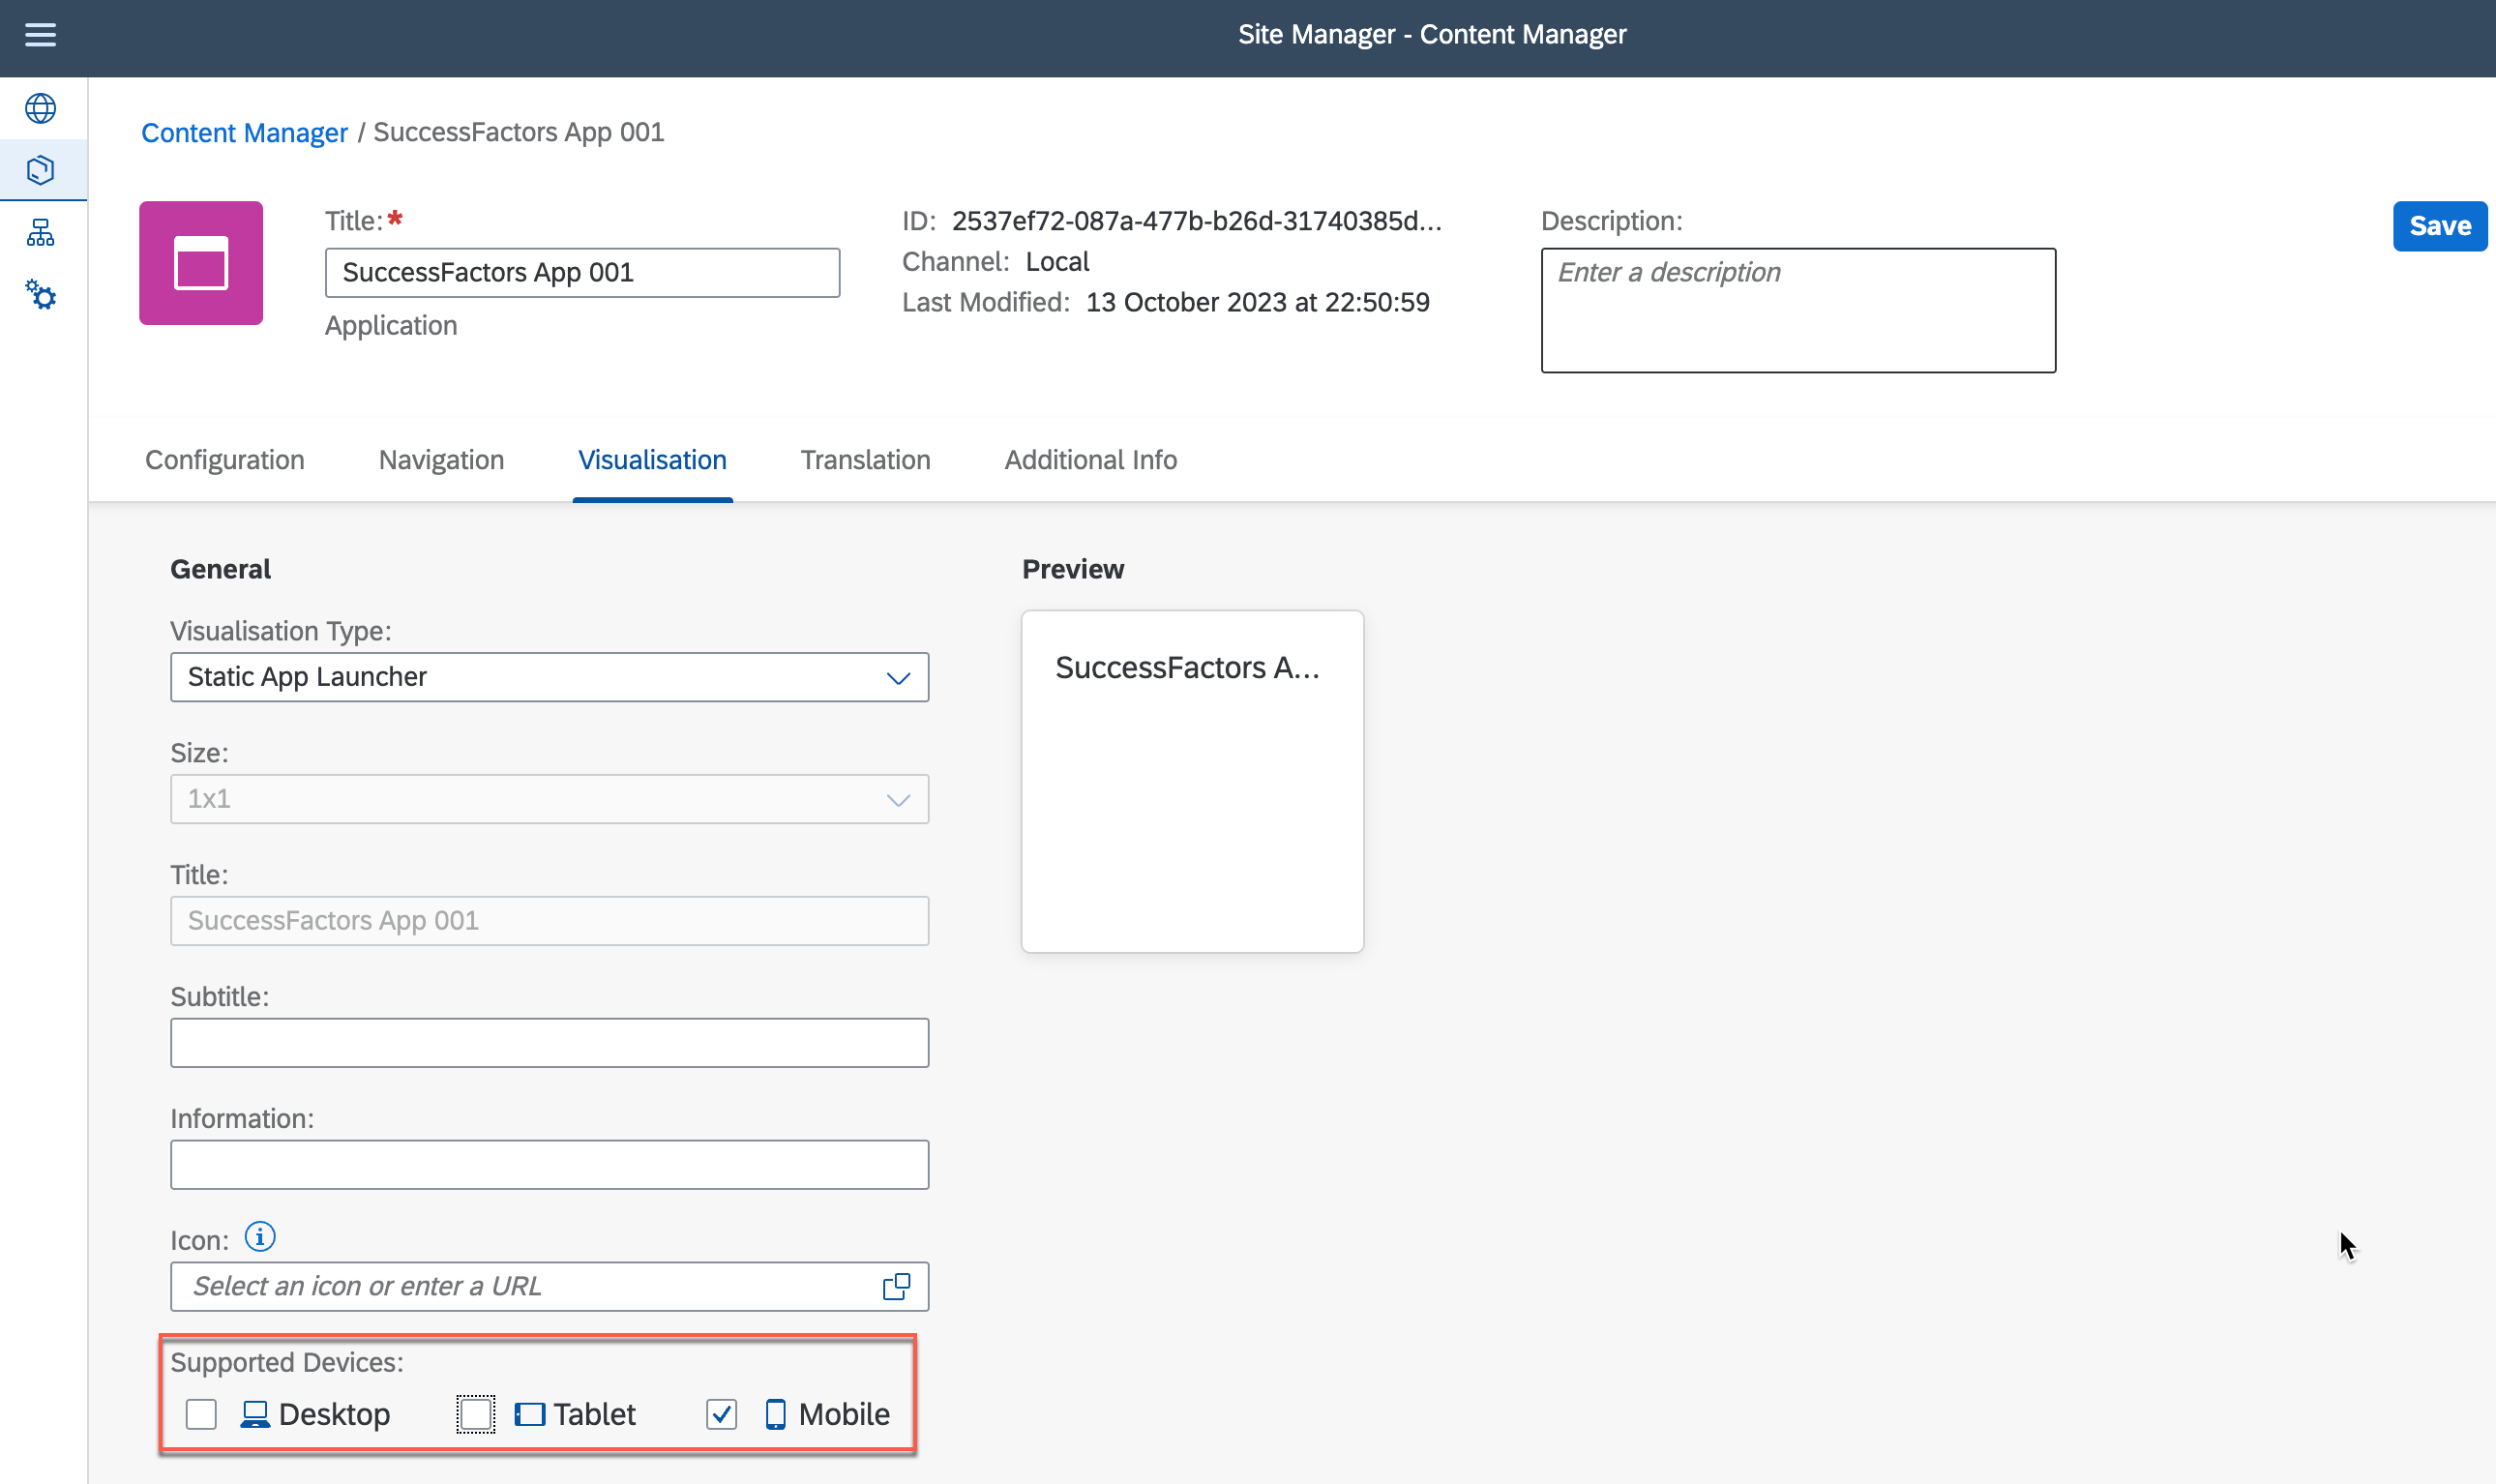 Site Manager - Content Manager
Content Manager / SuccessFactors App 001
Title:*
SuccessFactors App 001
Application
ID: 2537ef72-087a-477b-b26d-31740385d...
Channel: Local
Last Modified: 13 October 2023 at 22:50:59
Description:
Enter a description
Save
Configuration Navigation Visualisation Translation Additional Info
General
Visualisation Type:
Static App Launcher
Size:
1x1
Title:
SuccessFactors App 001
Subtitle:
Information:
Icon:
Select an icon or enter a URL
Supported Devices:
Desktop Tablet Mobile
Preview
SuccessFactors A...